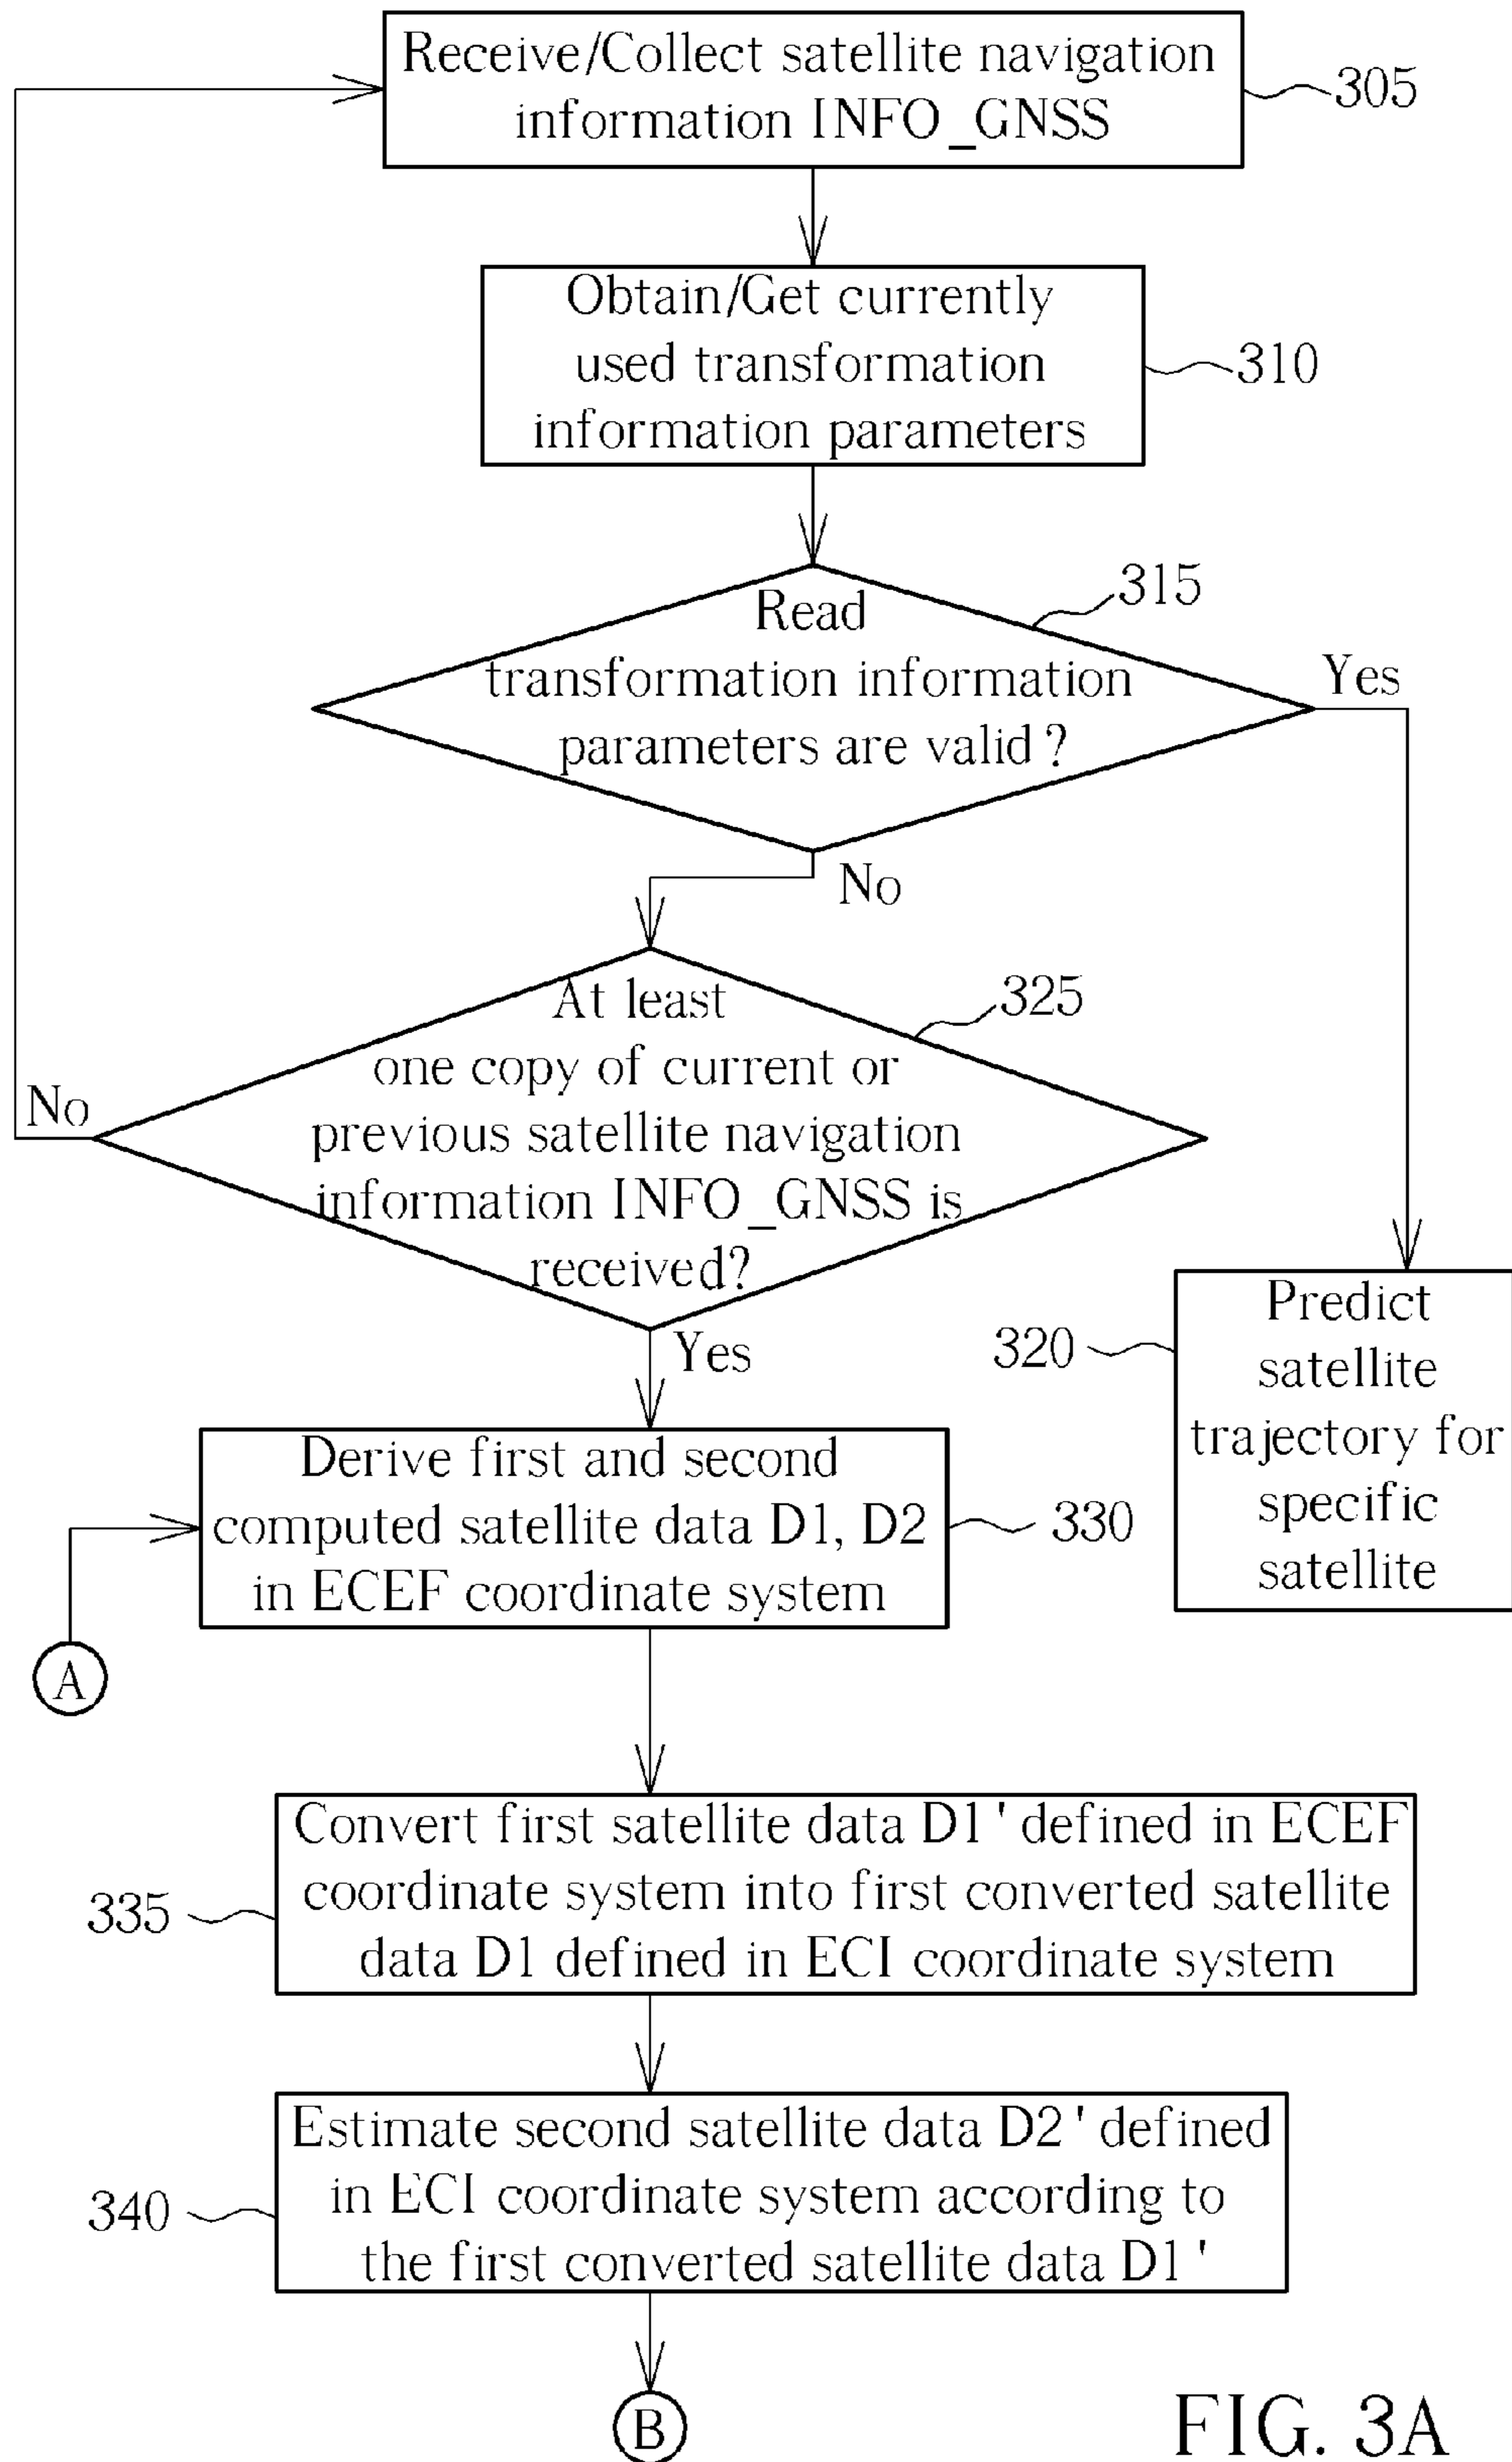 Receive/Collect satellite navigation
information INFO_GNSS
305
Obtain/Get currently
used transformation
information parameters
310
315
Read
transformation information
parameters are valid?
Yes
No
325
At least
one copy of current or
previous satellite navigation
information INFO_GNSS is
received?
No
Yes
320
Predict
satellite
trajectory for
specific
satellite
Derive first and second
computed satellite data D1, D2
in ECEF coordinate system
330
A
335
Convert first satellite data D1' defined in ECEF
coordinate system into first converted satellite
data D1 defined in ECI coordinate system
340
Estimate second satellite data D2' defined
in ECI coordinate system according to
the first converted satellite data D1'
B
FIG. 3A